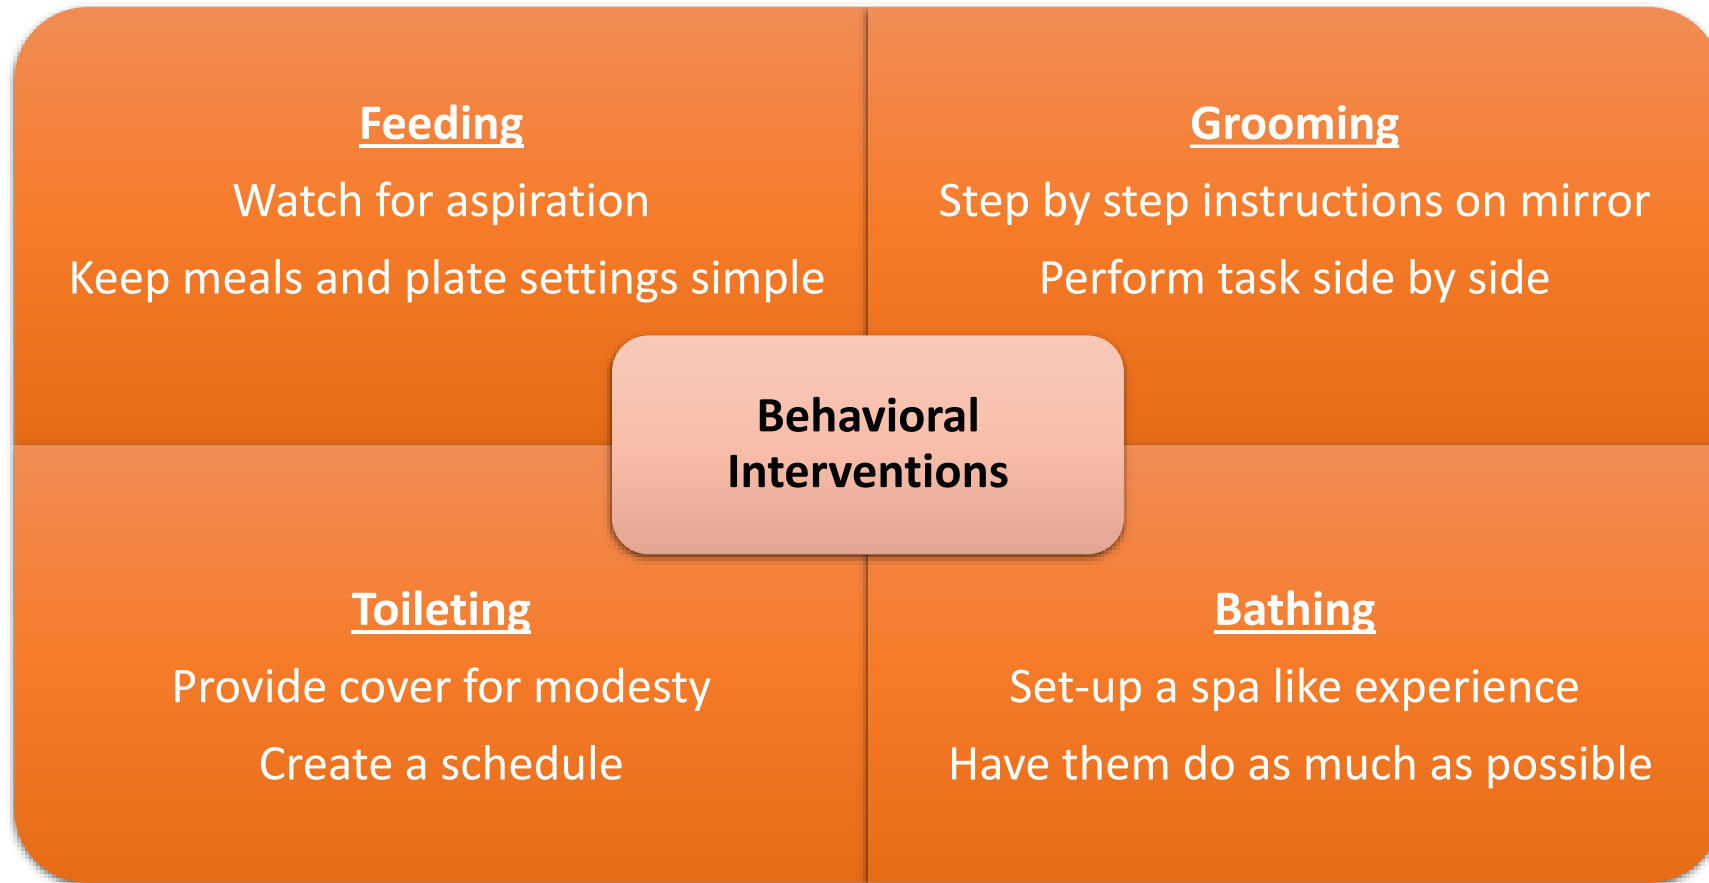 Feeding
Watch for aspiration
Keep meals and plate settings simple
Grooming
Step by step instructions on mirror
Perform task side by side
Behavioral
Interventions
Toileting
Provide cover for modesty
Create a schedule
Bathing
Set-up a spa like experience
Have them do as much as possible